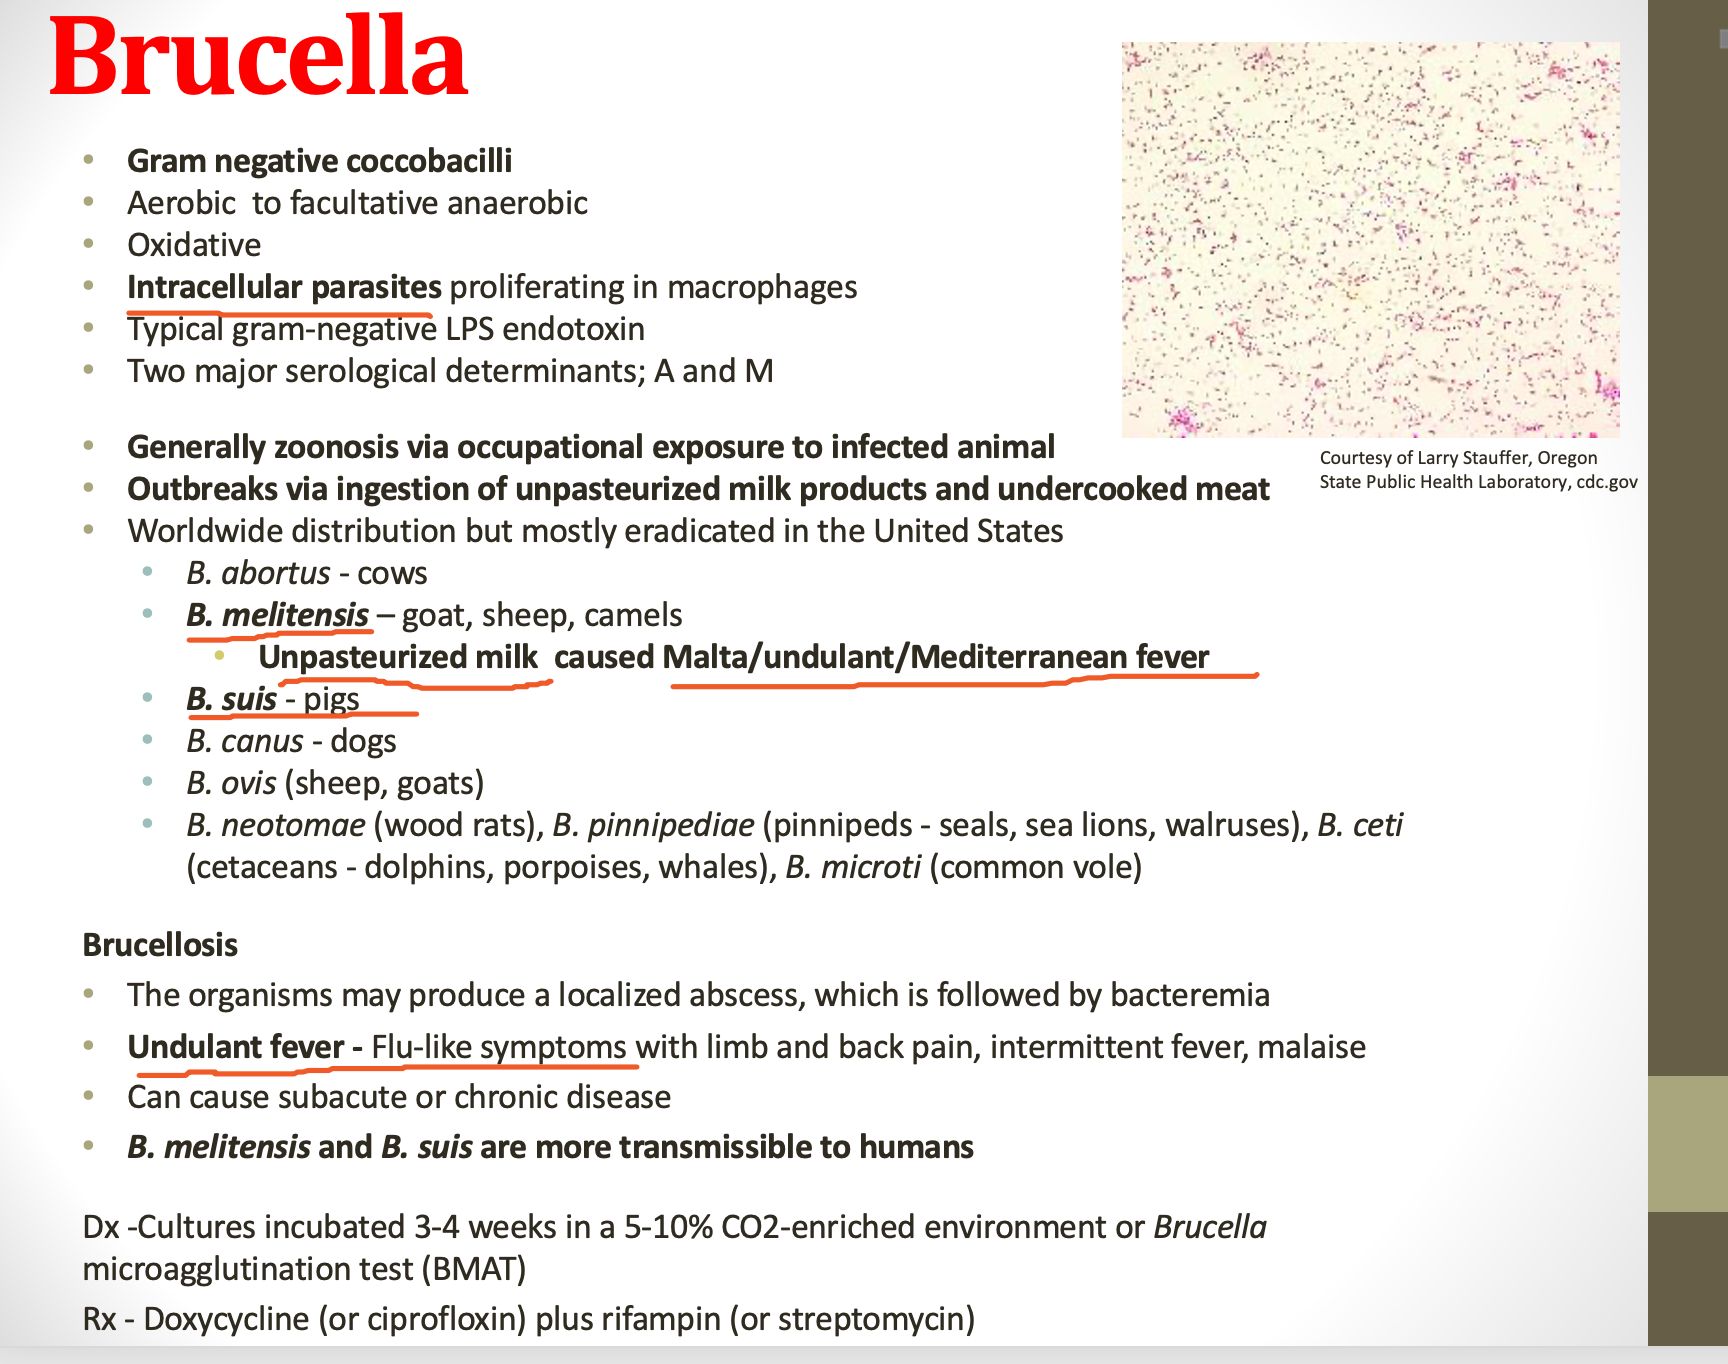 Brucella
• Gram negative coccobacilli
• Aerobic  to facultative anaerobic
• Oxidative
• Intracellular parasites proliferating in macrophages
• Typical gram-negative LPS endotoxin
• Two major serological determinants; A and M
• Generally zoonosis via occupational exposure to infected animal
• Outbreaks via ingestion of unpasteurized milk products and undercooked meat
• Worldwide distribution but mostly eradicated in the United States
• B. abortus - cows
• B. melitensis – goat, sheep, camels
• Unpasteurized milk  caused Malta/undulant/Mediterranean fever
• B. suis - pigs
• B. canus - dogs
• B. ovis (sheep, goats)
• B. neotomae (wood rats), B. pinnipediae (pinnipeds - seals, sea lions, walruses), B. ceti
(cetaceans - dolphins, porpoises, whales), B. microti (common vole)
Courtesy of Larry Stauffer, Oregon
State Public Health Laboratory, cdc.gov
Brucellosis
• The organisms may produce a localized abscess, which is followed by bacteremia
• Undulant fever - Flu-like symptoms with limb and back pain, intermittent fever, malaise
• Can cause subacute or chronic disease
• B. melitensis and B. suis are more transmissible to humans
Dx -Cultures incubated 3-4 weeks in a 5-10% CO2-enriched environment or Brucella
microagglutination test (BMAT)
Rx - Doxycycline (or ciprofloxin) plus rifampin (or streptomycin)